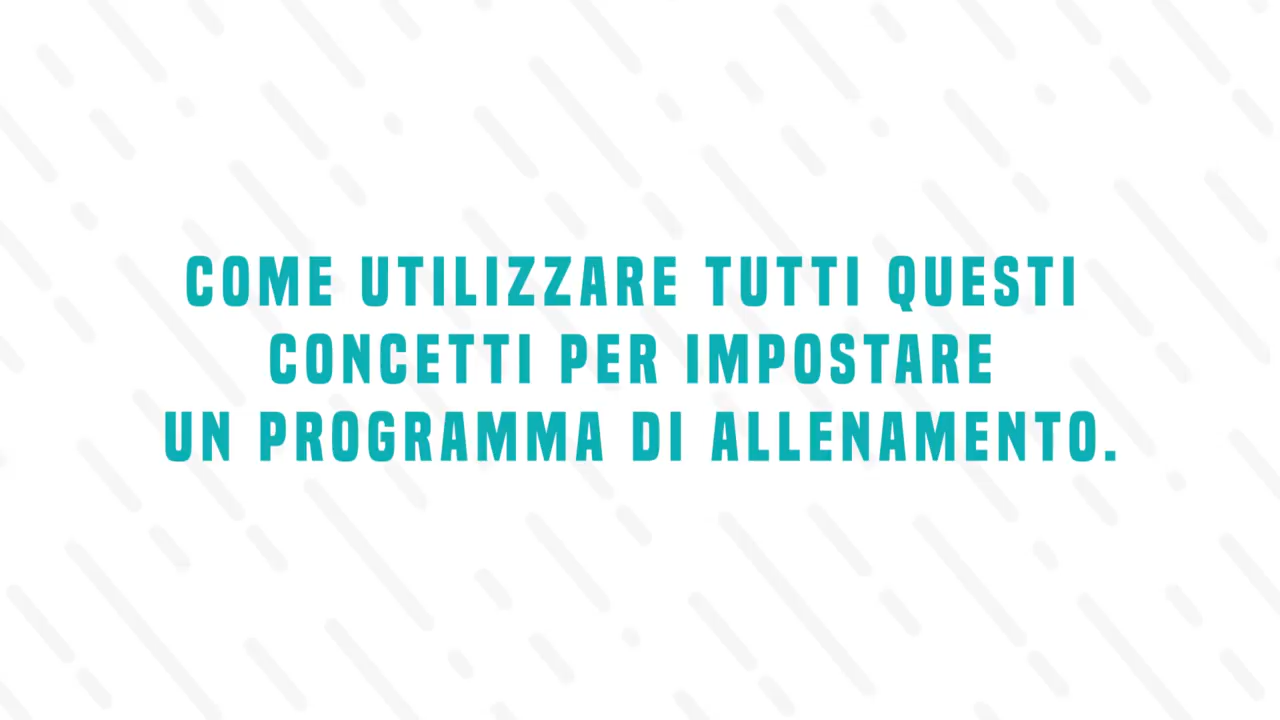 COME UTILIZZARE TUTTI QUESTI
CONCETTI PER IMPOSTARE
UN PROGRAMMA DI ALLENAMENTO.